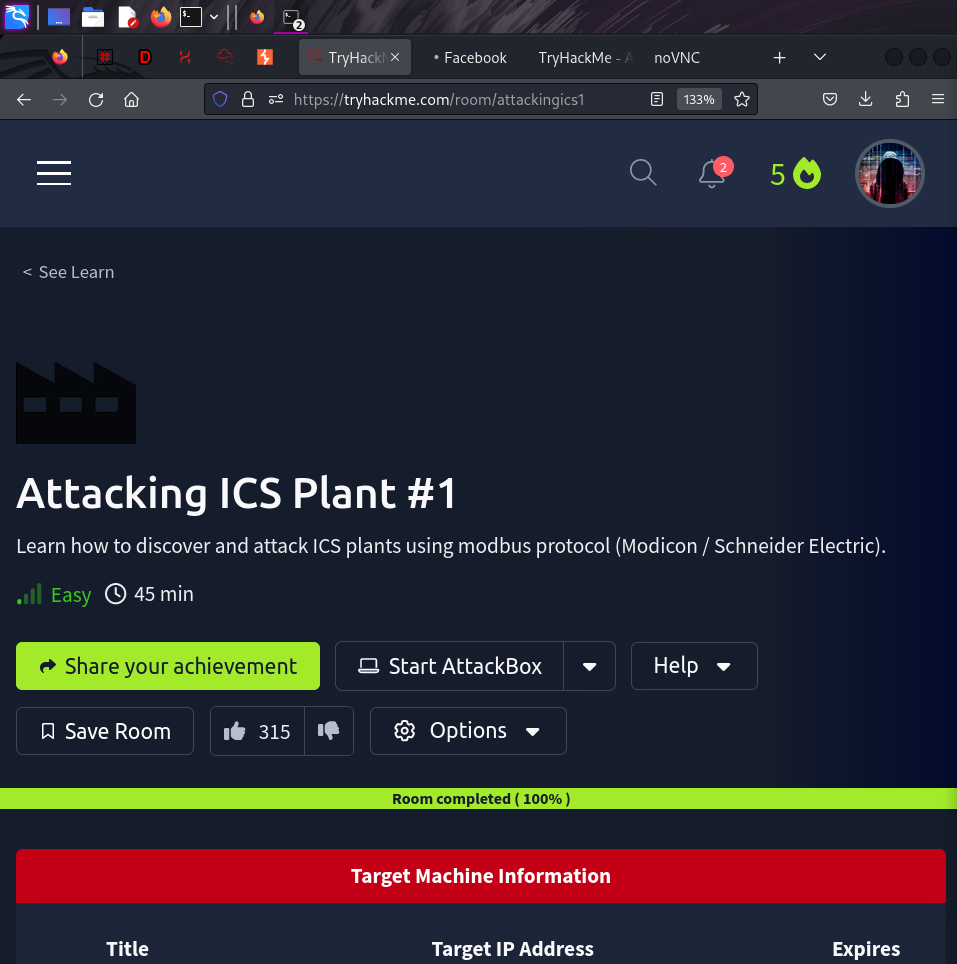 2
TryHackM
Facebook
TryHackMe - A
noVNC
https://tryhackme.com/room/attackingics1
133%
2
5
< See Learn
Attacking ICS Plant #1
Learn how to discover and attack ICS plants using modbus protocol (Modicon / Schneider Electric).
Easy 45 min
Share your achievement Start AttackBox Help
Save Room 315 Options
Room completed ( 100% )
Target Machine Information
Title Target IP Address Expires